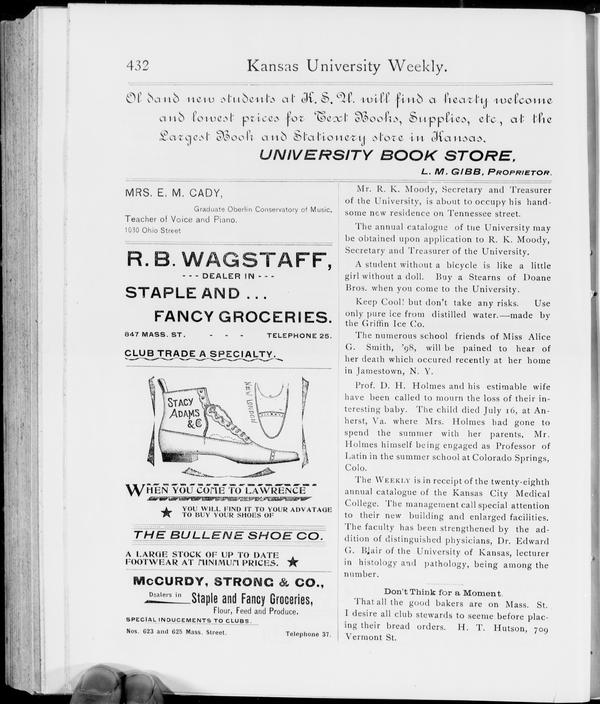 432
Kansas University Weekly.
Ol dand new students at K. S. U. will find a hearty welcome
and lowest prices for Text Books, Supplies, etc., at the
Largest Book and Stationery store in Kansas.
UNIVERSITY BOOK STORE,
L. M. GIBB, PROPRIETOR.
MRS. E. M. CADY,
Graduate Oberlin Conservatory of Music,
Teacher of Voice and Piano.
1030 Ohio Street
R. B. WAGSTAFF,
- - - DEALER IN - - -
STAPLE AND ...
FANCY GROCERIES.
847 MASS. ST. - - - TELEPHONE 25.
CLUB TRADE A SPECIALTY.
STACY
ADAMS
& Co
WHEN YOU COME TO LAWRENCE
YOU WILL FIND IT TO YOUR ADVATAGE
TO BUY YOUR SHOES OF
THE BULLENE SHOE CO.
A LARGE STOCK OF UP TO DATE
FOOTWEAR AT MINIMUM PRICES.
McCURDY, STRONG & CO.,
Dealers in Staple and Fancy Groceries,
Flour, Feed and Produce.
SPECIAL INDUCEMENTS TO CLUBS.
Nos. 623 and 625 Mass. Street. Telephone 37.
Mr. R. K. Moody, Secretary and Treasurer
of the University, is about to occupy his hand-
some new residence on Tennessee street.
The annual catalogue of the University may
be obtained upon application to R. K. Moody,
Secretary and Treasurer of the University.
A student without a bicycle is like a little
girl without a doll. Buy a Stearns of Doane
Bros. when you come to the University.
Keep Cool! but don't take any risks. Use
only pure ice from distilled water.—made by
the Griffin Ice Co.
The numerous school friends of Miss Alice
G. Smith, '98, will be pained to hear of
her death which occured recently at her home
in Jamestown, N. Y.
Prof. D. H. Holmes and his estimable wife
have been called to mourn the loss of their in-
teresting baby. The child died July 16, at An-
herst, Va. where Mrs. Holmes had gone to
spend the summer with her parents, Mr.
Holmes himself being engaged as Professor of
Latin in the summer school at Colorado Springs,
Colo.
The WEEKLY is in receipt of the twenty-eighth
annual catalogue of the Kansas City Medical
College. The management call special attention
to their new building and enlarged facilities.
The faculty has been strengthened by the ad-
dition of distinguished physicians, Dr. Edward
G. Blair of the University of Kansas, lecturer
in histology and pathology, being among the
number.
Don't Think for a Moment
That all the good bakers are on Mass. St.
I desire all club stewards to seeme before plac-
ing their bread orders. H. T. Hutson, 709
Vermont St.